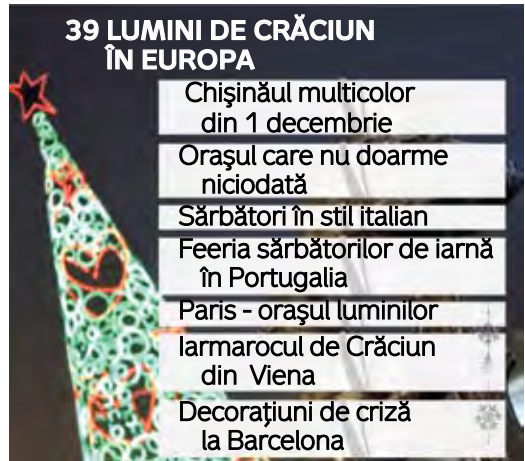 39 LUMINI DE CRĂCIUN
ÎN EUROPA
Chişinăul multicolor
din 1 decembrie
Oraşul care nu doarme
niciodată
Sărbători în stil italian
Feeria sărbătorilor de iarnă
în Portugalia
Paris - oraşul luminilor
Iarmarocul de Crăciun
din Viena
Decoraţiuni de criză
la Barcelona